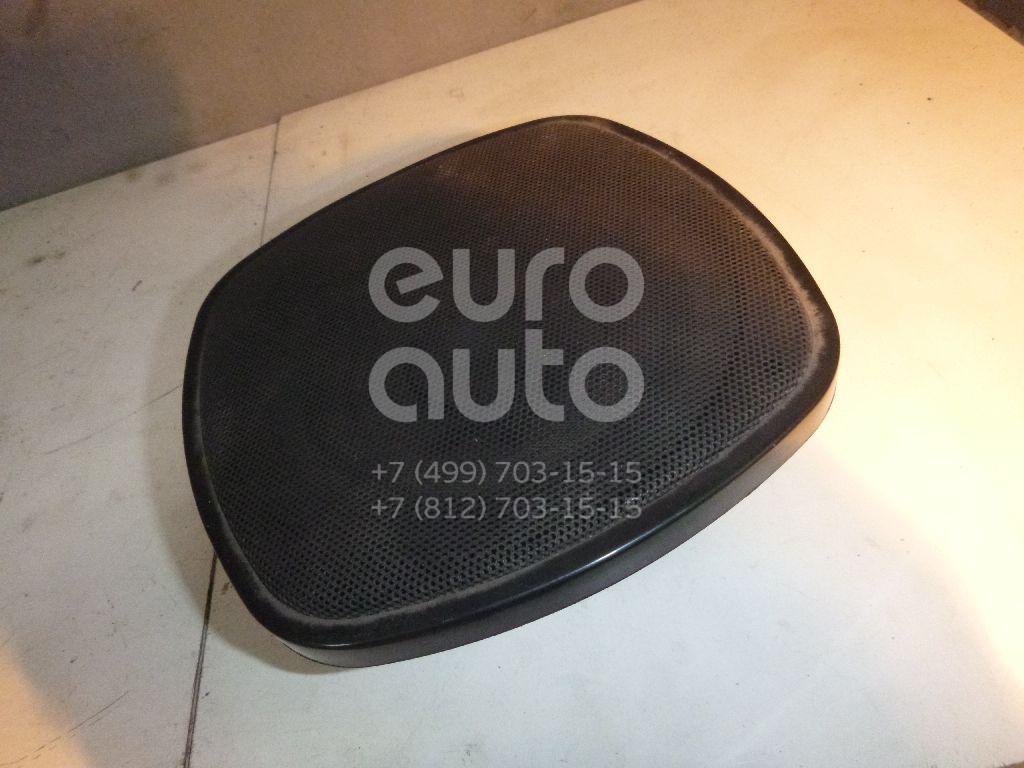 euro
auto
+7 (499) 703-15-15
+7 (812) 703-15-15